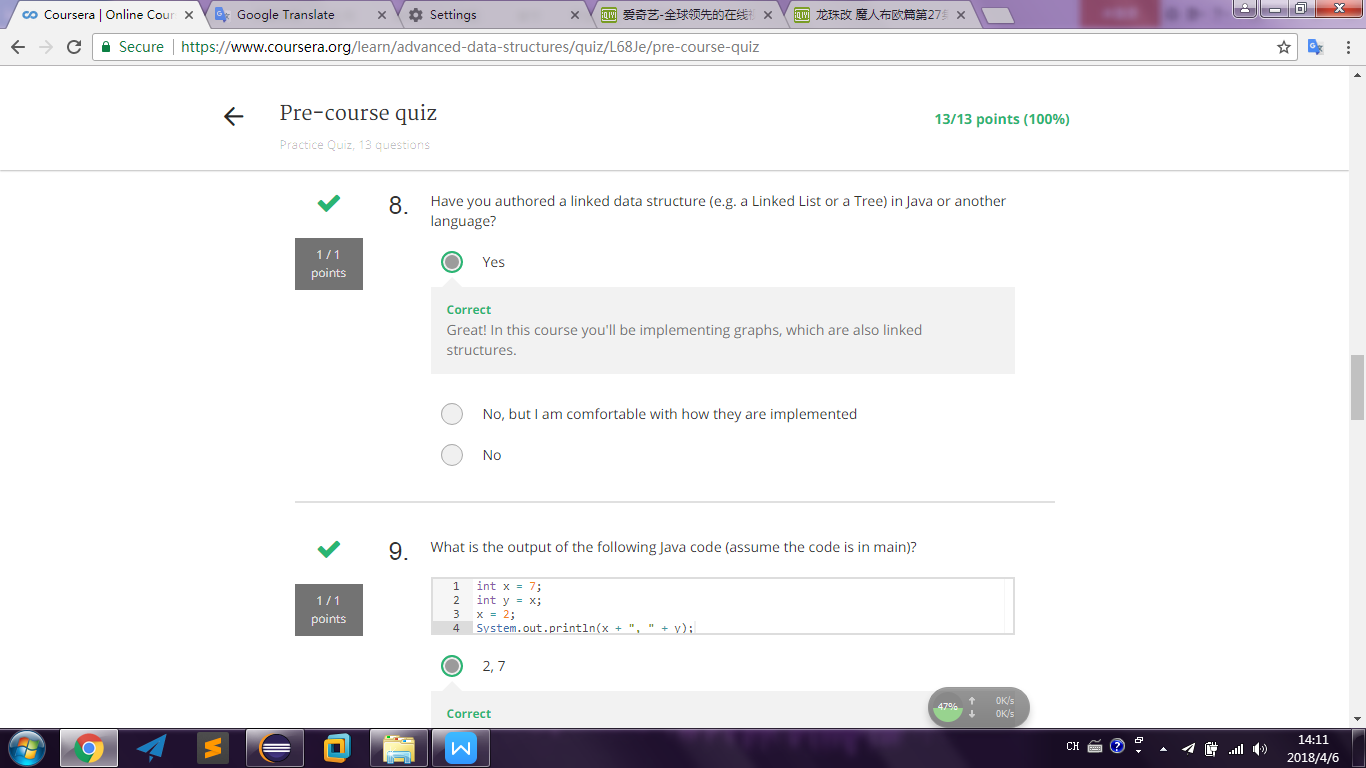 Coursera | Online Cour
Google Translate
Settings
爱奇艺-全球领先的在线
龙珠改 魔人布欧篇第27
Secure
https://www.coursera.org/learn/advanced-data-structures/quiz/L68Je/pre-course-quiz
Pre-course quiz
13/13 points (100%)
Practice Quiz, 13 questions
8.
Have you authored a linked data structure (e.g. a Linked List or a Tree) in Java or another
language?
1 / 1
points
Yes
Correct
Great! In this course you'll be implementing graphs, which are also linked
structures.
No, but I am comfortable with how they are implemented
No
9.
What is the output of the following Java code (assume the code is in main)?
1 / 1
points
1 int x = 7;
2 int y = x;
3 x = 2;
4 System.out.println(x + ", " + y);
2, 7
Correct
47%
0K/s
0K/s
CH
14:11
2018/4/6